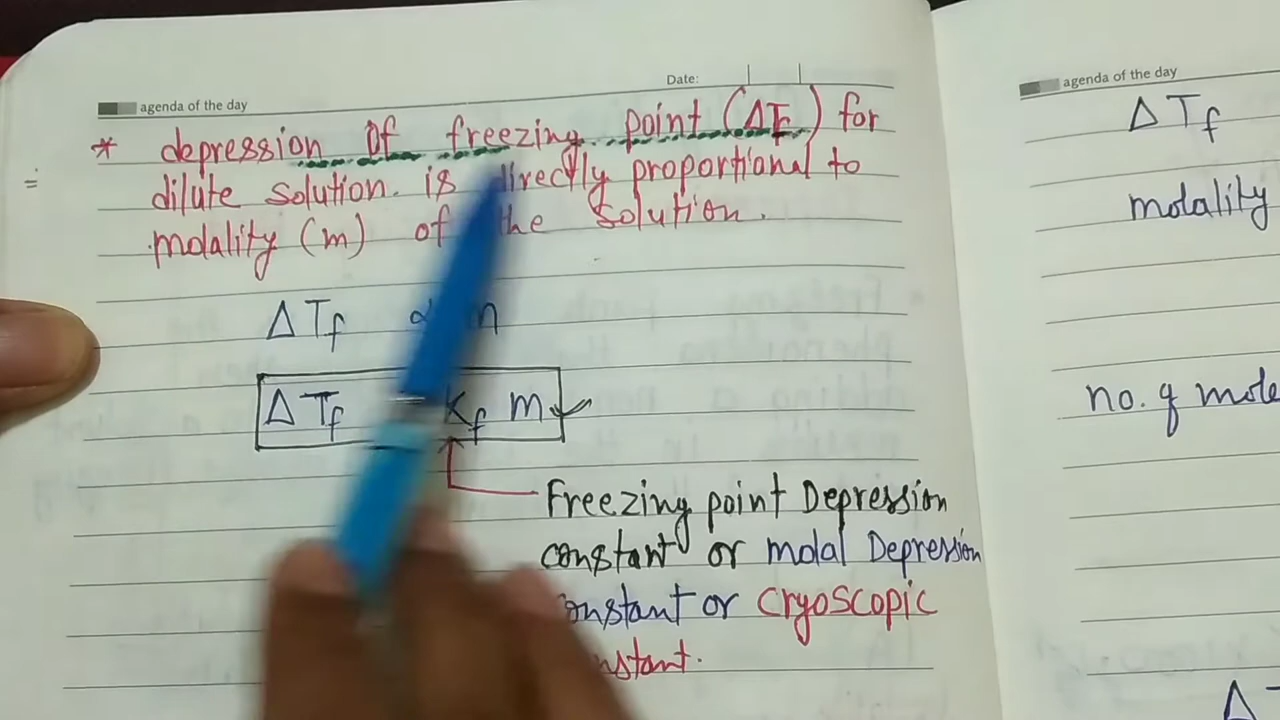 Date:
agenda of the day
* depression of freezing point (ΔTf) for
dilute solution. is directly proportional to
molality (m) of the solution.
ΔTf ∝ m
ΔTf = Kf m
Freezing point Depression
constant or molal Depression
constant or Cryoscopic
constant.
agenda of the day
ΔTf
molality
no. of mole
Δ